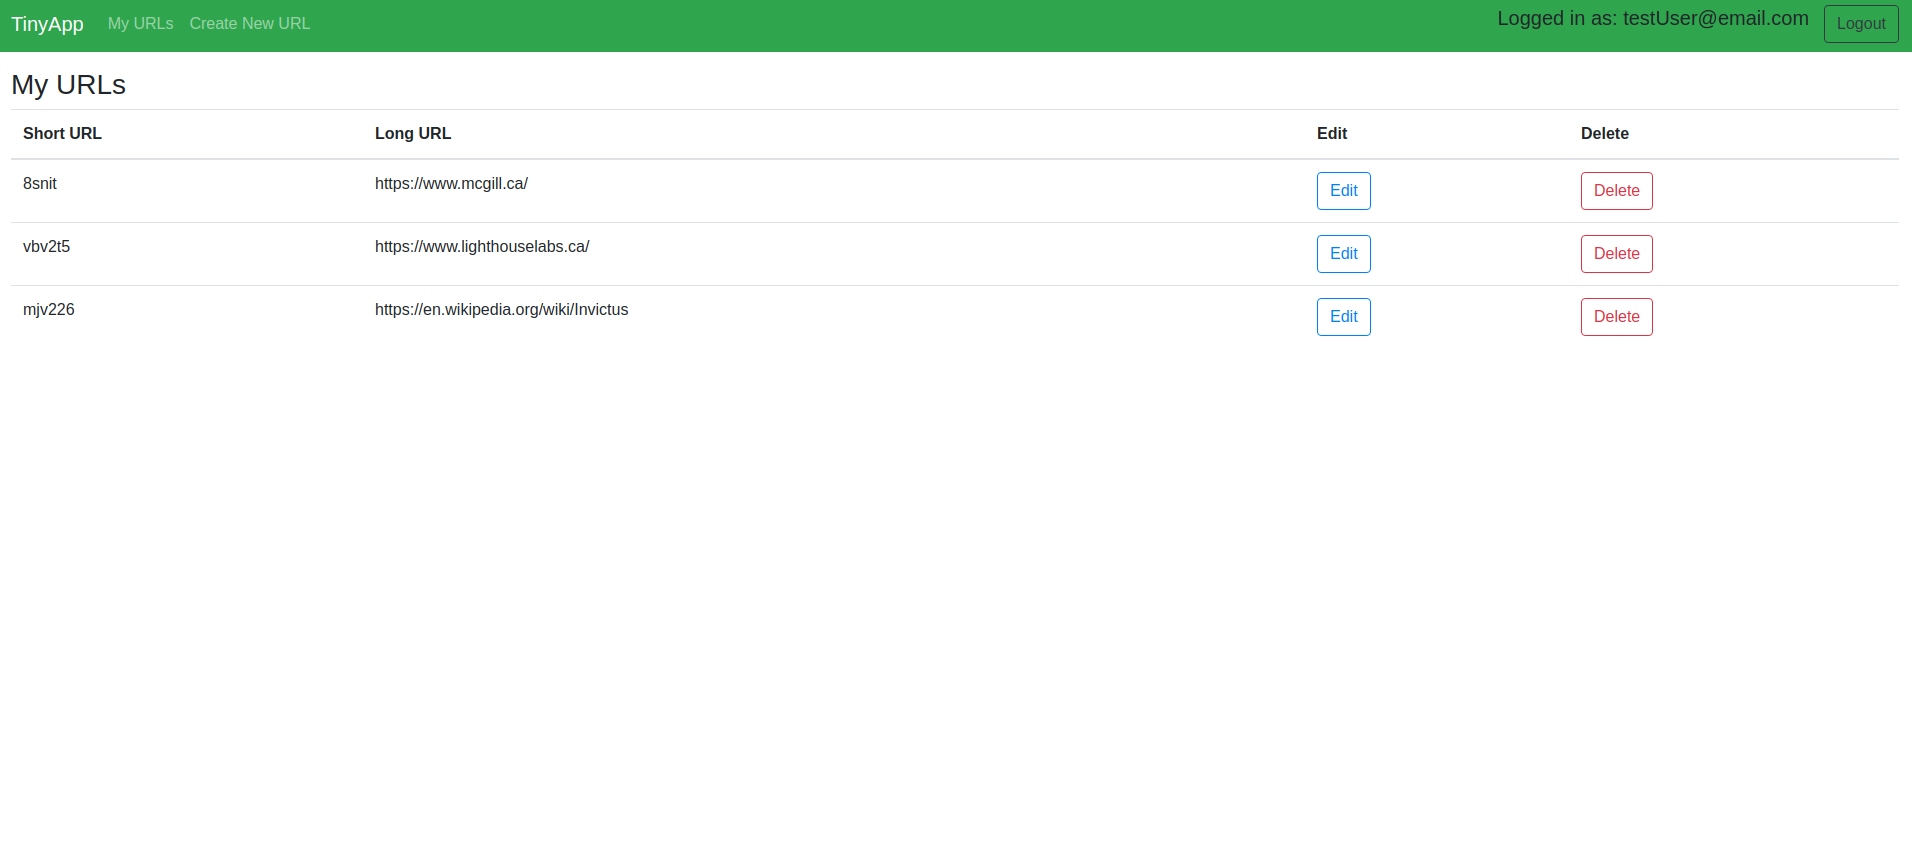 TinyApp My URLs Create New URL Logged in as: testUser@email.com Logout
My URLs
Short URL Long URL Edit Delete
8snit https://www.mcgill.ca/ Edit Delete
vbv2t5 https://www.lighthouselabs.ca/ Edit Delete
mjv226 https://en.wikipedia.org/wiki/Invictus Edit Delete